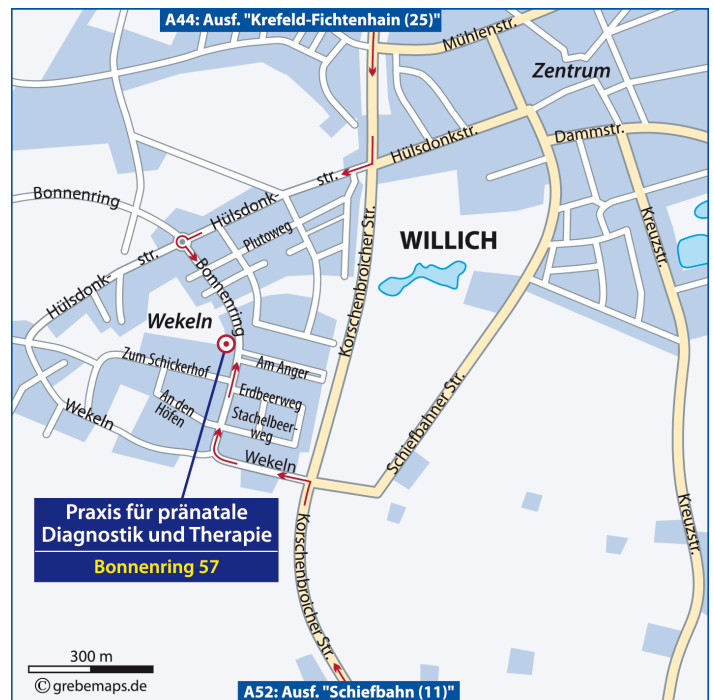 A44: Ausf. "Krefeld-Fichtenhain (25)"
Mühlenstr.
Zentrum
Dammstr.
Hülsdonkstr.
Hülsdonk-
str.
Bonnenring
Plutoweg
WILLICH
Kreuzstr.
Korschenbroicher Str.
Hülsdonk-
str.
Bonnenring
Wekeln
Zum Schickerhof
Am Anger
Erdbeerweg
An den
Höfen
Stachelbeer-
weg
Schiefbahner Str.
Wekeln
Wekeln
Kreuzstr.
Praxis für pränatale
Diagnostik und Therapie
Bonnenring 57
Korschenbroicher Str.
300 m
© grebemaps.de
A52: Ausf. "Schiefbahn (11)"